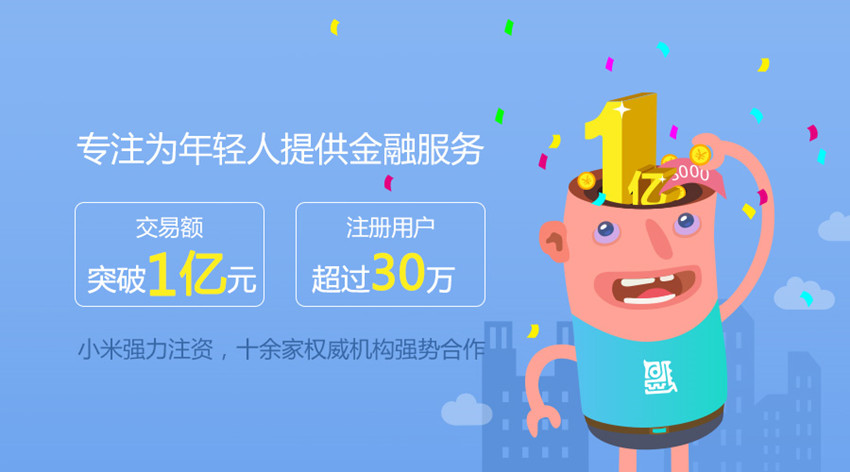 专注为年轻人提供金融服务
交易额
突破1亿元
注册用户
超过30万
小米强力注资，十余家权威机构强势合作
1
亿
5000